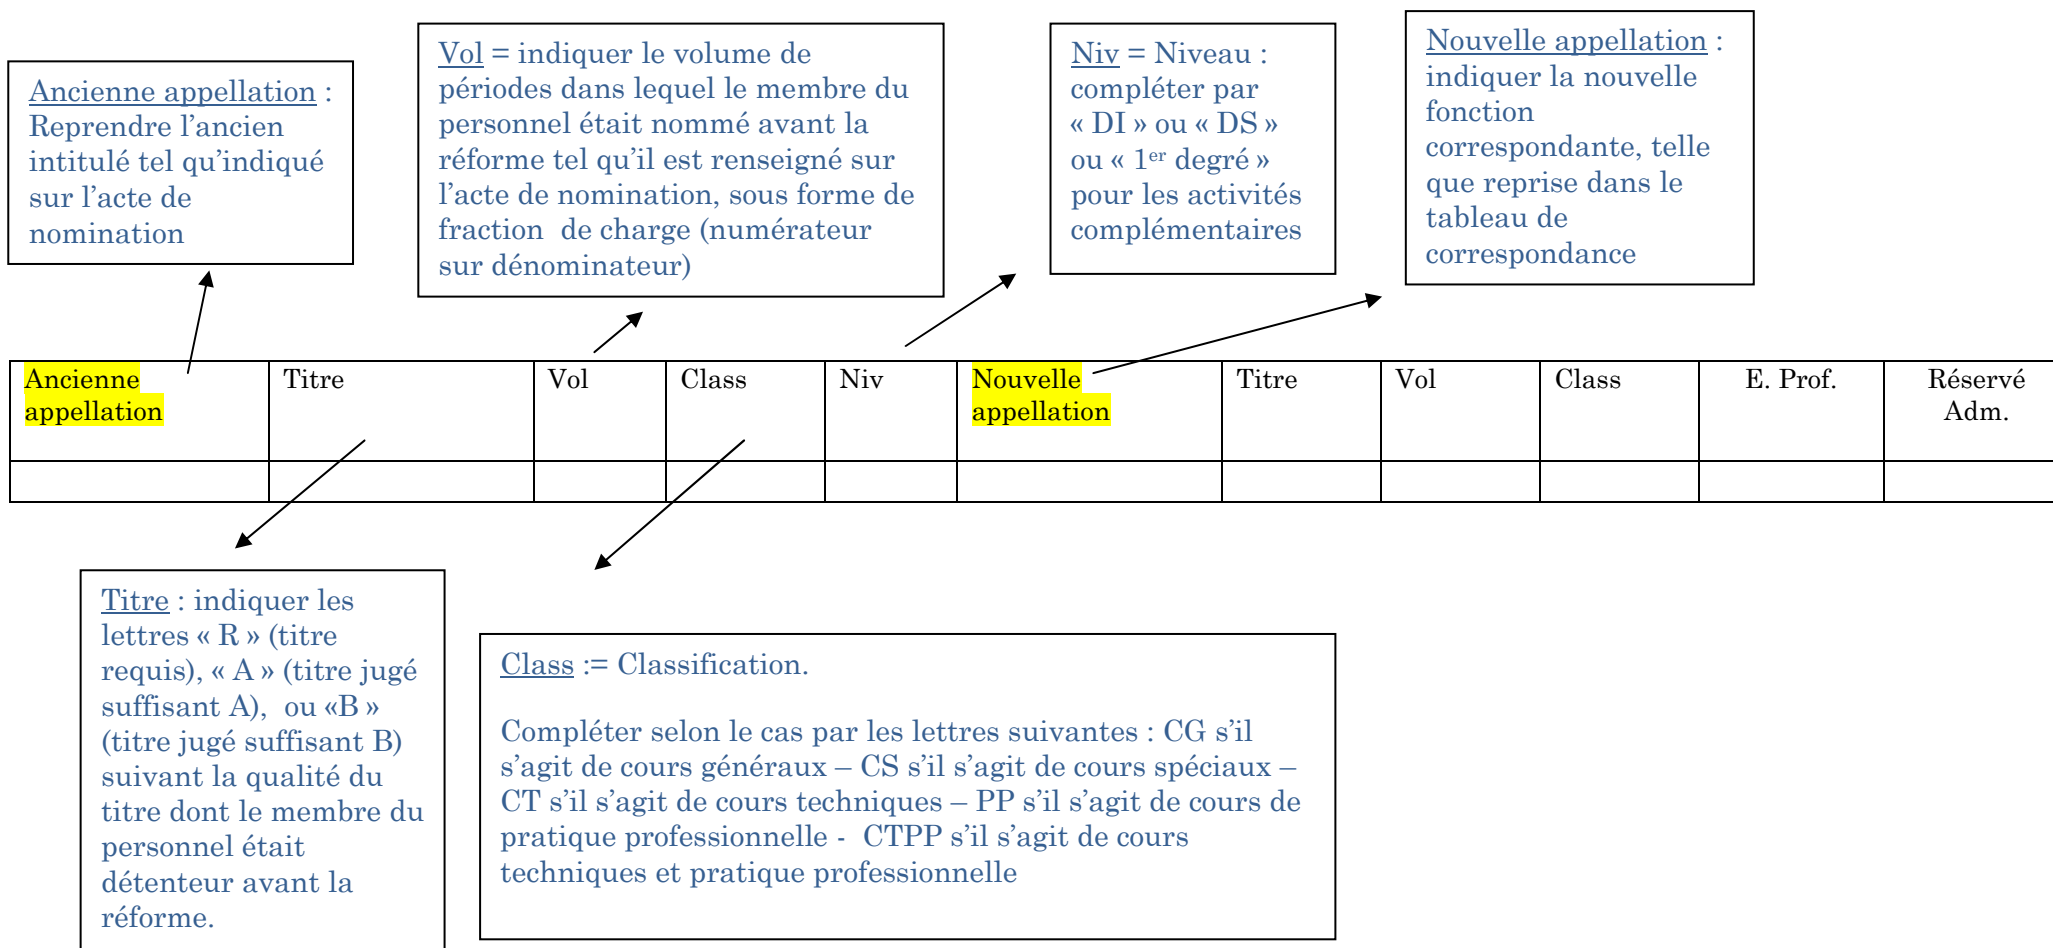 Ancienne appellation :
Reprendre l’ancien
intitulé tel qu’indiqué
sur l’acte de
nomination
Vol = indiquer le volume de
périodes dans lequel le membre du
personnel était nommé avant la
réforme tel qu’il est renseigné sur
l’acte de nomination, sous forme de
fraction de charge (numérateur
sur dénominateur)
Niv = Niveau :
compléter par
« DI » ou « DS »
ou « 1er degré »
pour les activités
complémentaires
Nouvelle appellation :
indiquer la nouvelle
fonction
correspondante, telle
que reprise dans le
tableau de
correspondance
Ancienne
appellation
Titre
Vol
Class
Niv
Nouvelle
appellation
Titre
Vol
Class
E. Prof.
Réservé
Adm.
Titre : indiquer les
lettres « R » (titre
requis), « A » (titre jugé
suffisant A), ou «B »
(titre jugé suffisant B)
suivant la qualité du
titre dont le membre du
personnel était
détenteur avant la
réforme.
Class := Classification.
Compléter selon le cas par les lettres suivantes : CG s’il
s’agit de cours généraux – CS s’il s’agit de cours spéciaux –
CT s’il s’agit de cours techniques – PP s’il s’agit de cours de
pratique professionnelle - CTPP s’il s’agit de cours
techniques et pratique professionnelle